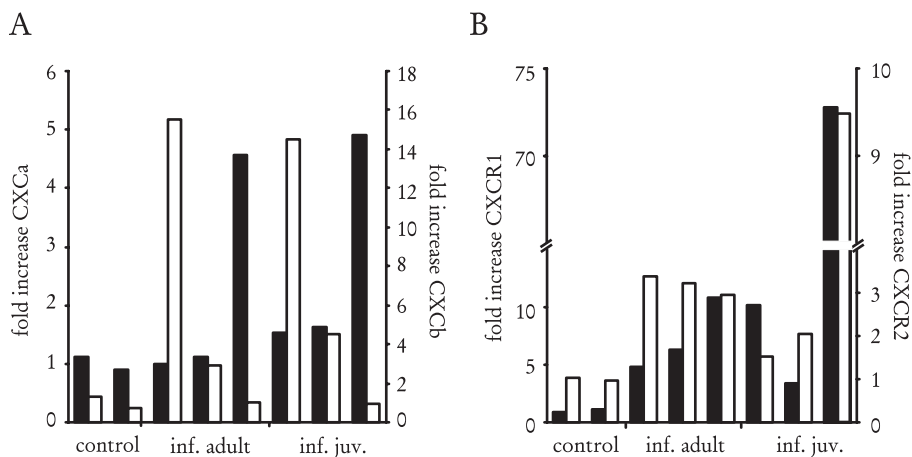 A
6
5
4
3
2
1
0
fold increase CXCa
18
16
14
12
10
8
6
4
2
0
fold increase CXCb
control
inf. adult
inf. juv.
B
75
70
10
5
0
fold increase CXCR1
10
9
3
2
1
0
fold increase CXCR2
control
inf. adult
inf. juv.